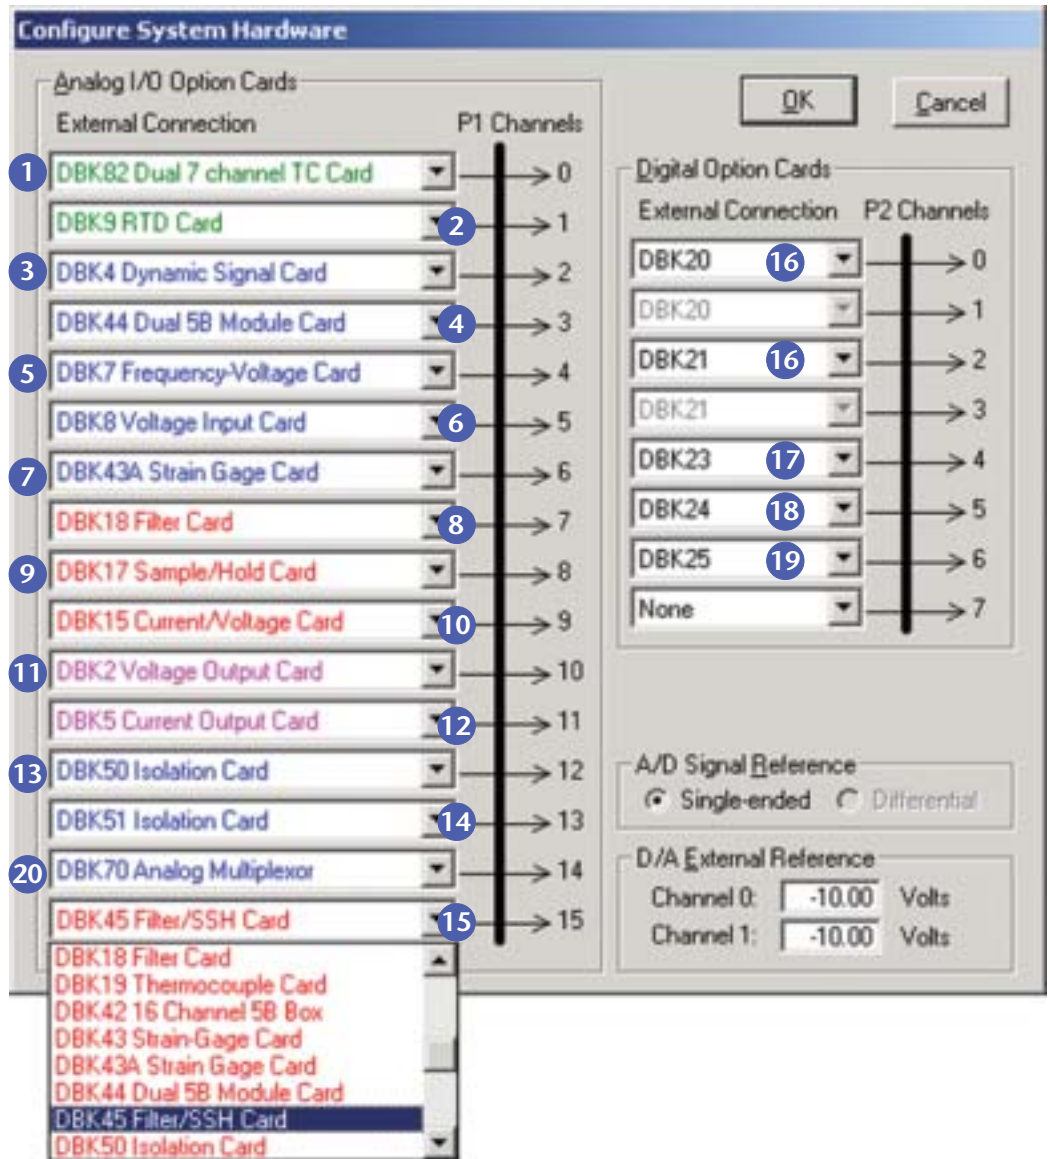 Configure System Hardware
Analog I/O Option Cards
External Connection P1 Channels
1 DBK82 Dual 7 channel TC Card 0
DBK9 RTD Card 2 1
3 DBK4 Dynamic Signal Card 2
DBK44 Dual 5B Module Card 4 3
5 DBK7 Frequency-Voltage Card 4
DBK8 Voltage Input Card 6 5
7 DBK43A Strain Gage Card 6
DBK18 Filter Card 8 7
9 DBK17 Sample/Hold Card 8
DBK15 Current/Voltage Card 10 9
11 DBK2 Voltage Output Card 10
DBK5 Current Output Card 12 11
13 DBK50 Isolation Card 12
DBK51 Isolation Card 14 13
20 DBK70 Analog Multiplexor 14
DBK45 Filter/SSH Card 15 15
DBK18 Filter Card
DBK19 Thermocouple Card
DBK42 16 Channel 5B Box
DBK43 Strain-Gage Card
DBK43A Strain Gage Card
DBK44 Dual 5B Module Card
DBK45 Filter/SSH Card
DBK50 Isolation Card
OK Cancel
Digital Option Cards
External Connection P2 Channels
DBK20 16 0
DBK20 1
DBK21 16 2
DBK21 3
DBK23 17 4
DBK24 18 5
DBK25 19 6
None 7
A/D Signal Reference
Single-ended Differential
D/A External Reference
Channel 0: -10.00 Volts
Channel 1: -10.00 Volts